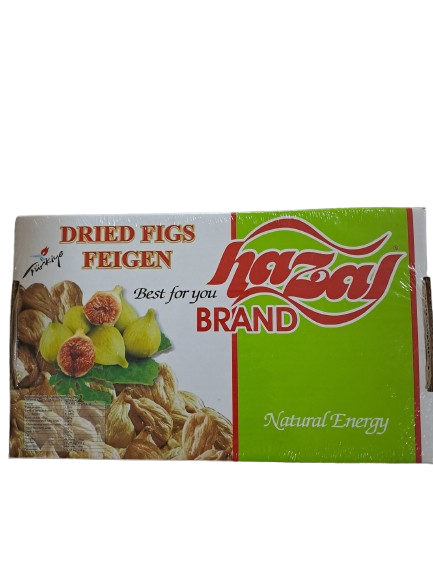 DRIED FIGS
FEIGEN
Türkiye
Best for you
hazal
BRAND
Natural Energy